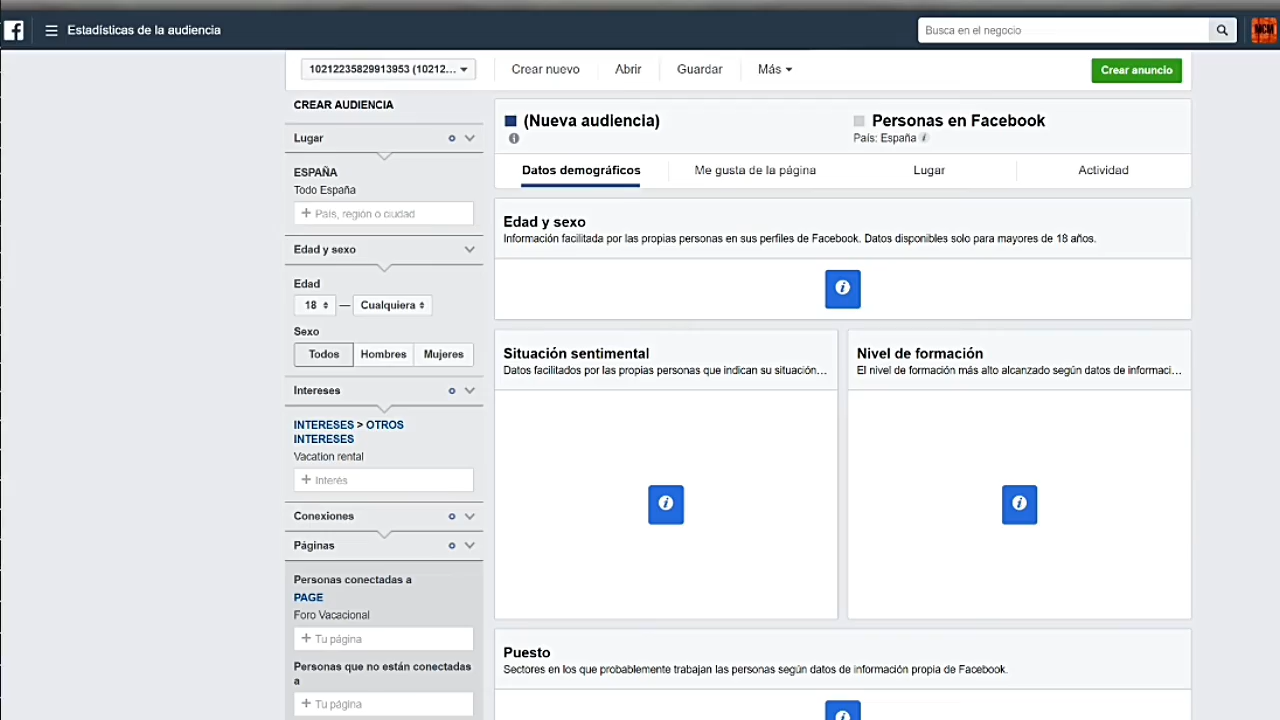 Estadísticas de la audiencia
Busca en el negocio
10212235829913953 (10212...
Crear nuevo
Abrir
Guardar
Más
Crear anuncio
CREAR AUDIENCIA
Lugar
ESPAÑA
Todo España
+ País, región o ciudad
Edad y sexo
Edad
18 — Cualquiera
Sexo
Todos Hombres Mujeres
Intereses
INTERESES > OTROS
INTERESES
Vacation rental
+ Interés
Conexiones
Páginas
Personas conectadas a
PAGE
Foro Vacacional
+ Tu página
Personas que no están conectadas
a
+ Tu página
(Nueva audiencia)
Personas en Facebook
País: España
Datos demográficos
Me gusta de la página
Lugar
Actividad
Edad y sexo
Información facilitada por las propias personas en sus perfiles de Facebook. Datos disponibles solo para mayores de 18 años.
Situación sentimental
Datos facilitados por las propias personas que indican su situación...
Nivel de formación
El nivel de formación más alto alcanzado según datos de informaci...
Puesto
Sectores en los que probablemente trabajan las personas según datos de información propia de Facebook.